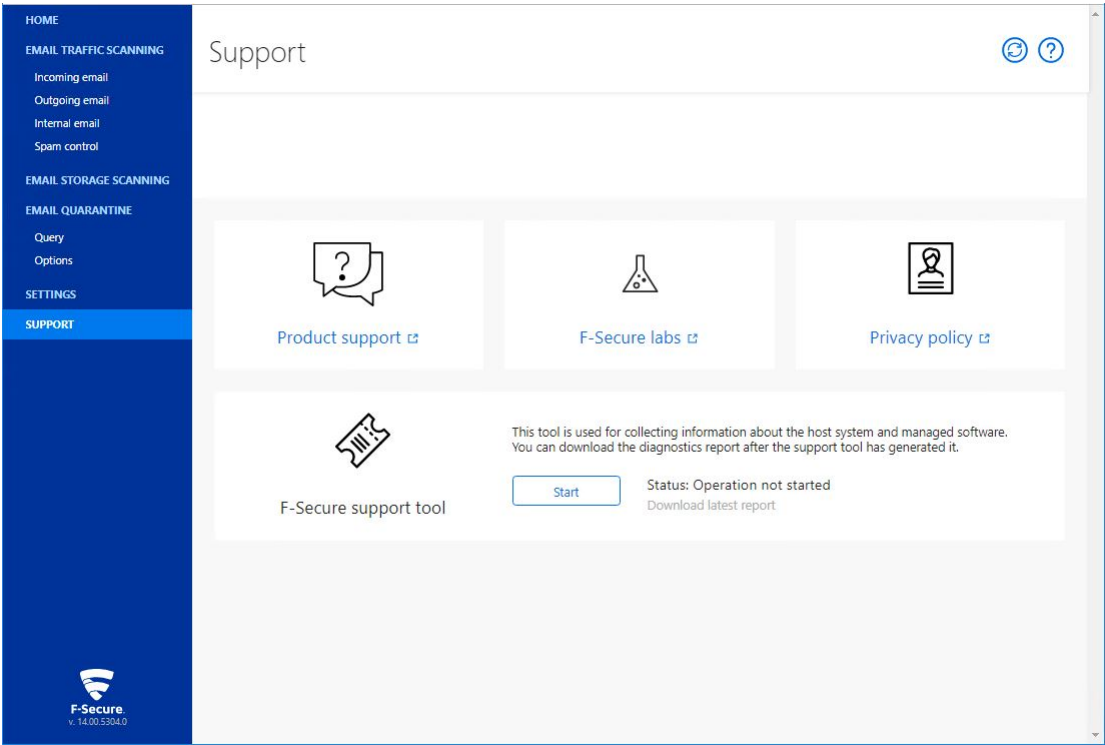 HOME
EMAIL TRAFFIC SCANNING
Incoming email
Outgoing email
Internal email
Spam control
EMAIL STORAGE SCANNING
EMAIL QUARANTINE
Query
Options
SETTINGS
SUPPORT
F-Secure.
v. 14.00.5304.0
Support
?
?
Product support
F-Secure labs
Privacy policy
F-Secure support tool
This tool is used for collecting information about the host system and managed software.
You can download the diagnostics report after the support tool has generated it.
Start
Status: Operation not started
Download latest report